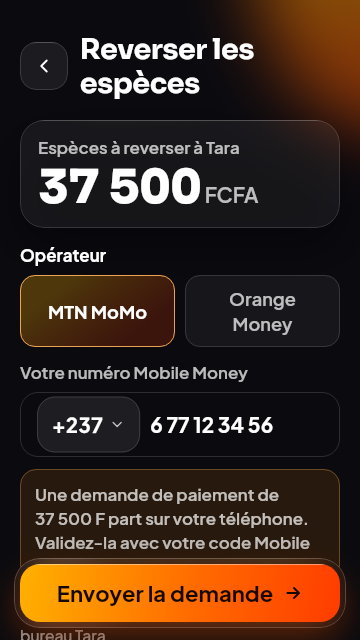 Reverser les
espèces
Espèces à reverser à Tara
37 500 FCFA
Opérateur
MTN MoMo
Orange
Money
Votre numéro Mobile Money
+237
6 77 12 34 56
Une demande de paiement de
37 500 F part sur votre téléphone.
Validez-la avec votre code Mobile
Envoyer la demande →
bureau Tara